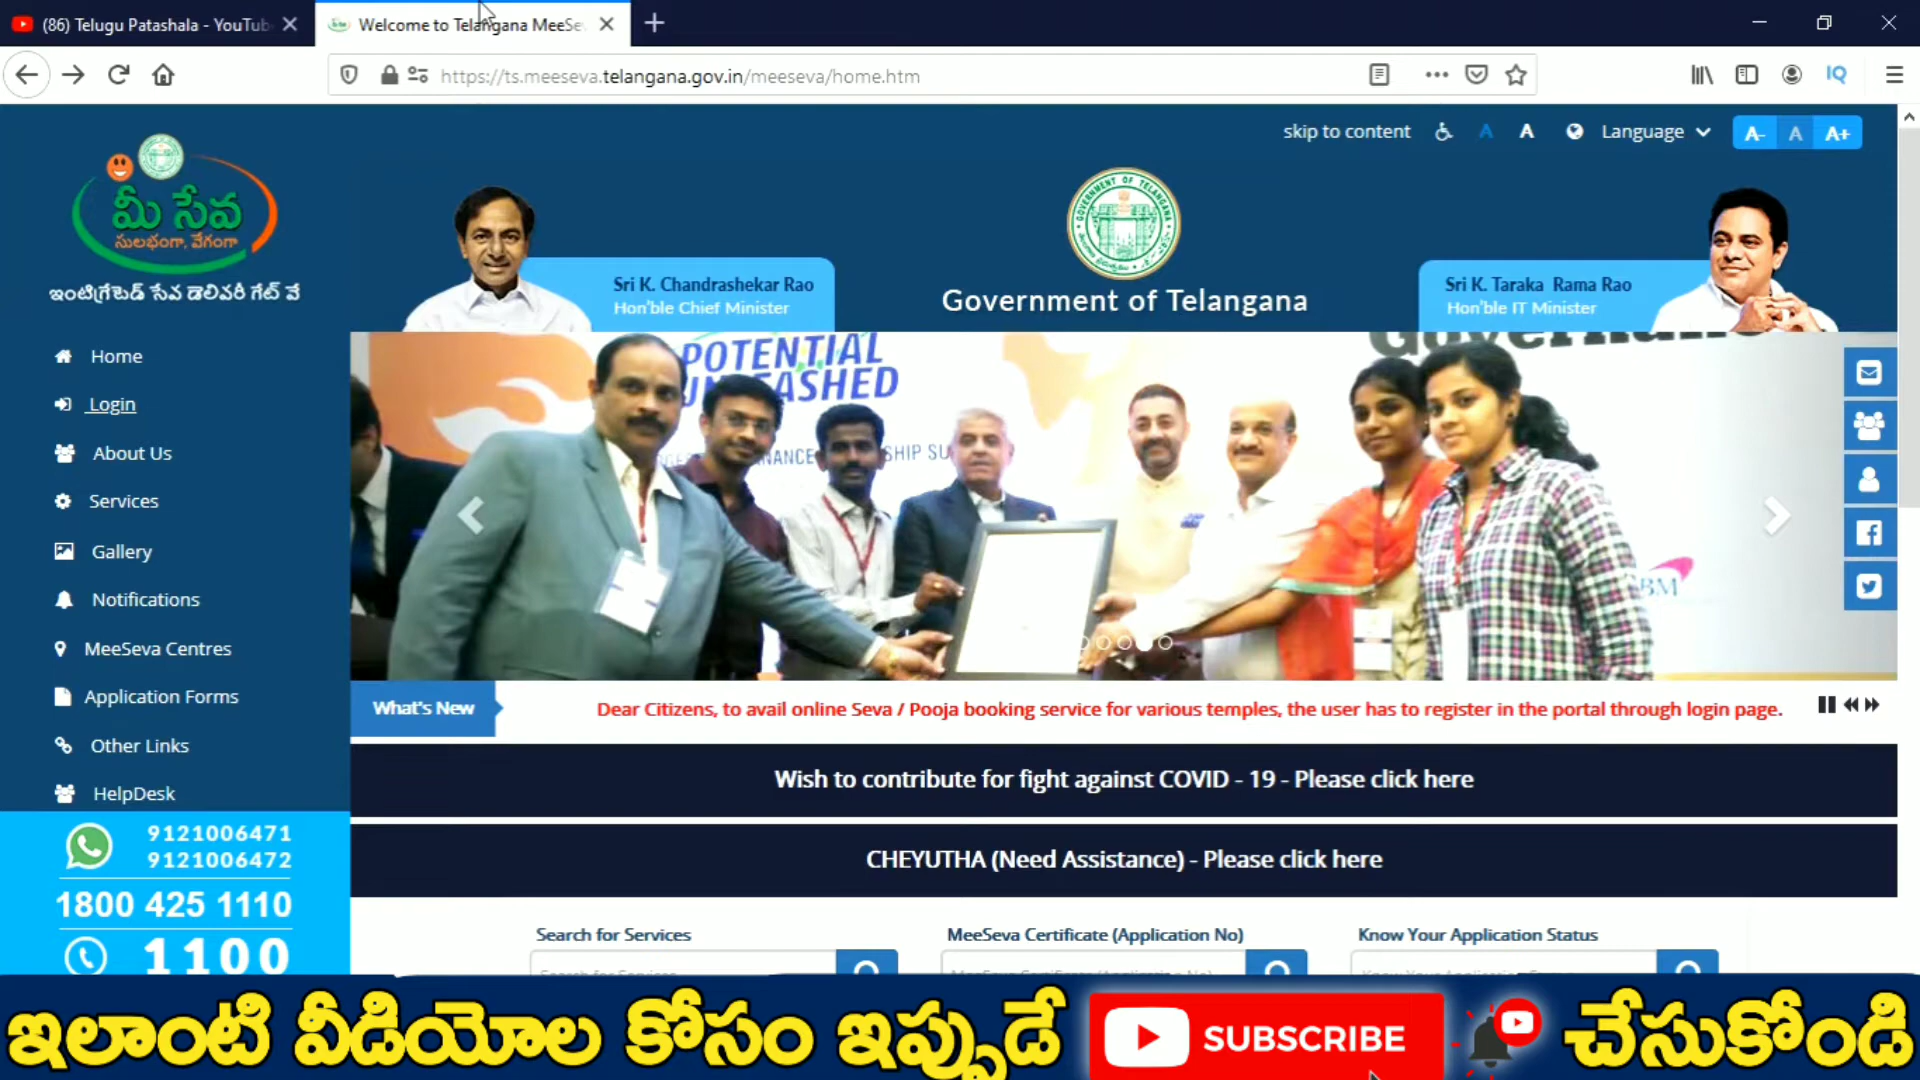 (86) Telugu Patashala - YouTub
Welcome to Telangana MeeSe
https://ts.meeseva.telangana.gov.in/meeseva/home.htm
skip to content
A
A
Language
A-
A
A+
మీ సేవ
సులభంగా, వేగంగా
ఇంటిగ్రేటెడ్ సేవ డెలివరీ గేట్ వే
Sri K. Chandrashekar Rao
Hon'ble Chief Minister
GOVERNMENT OF TELANGANA
Government of Telangana
Sri K. Taraka Rama Rao
Hon'ble IT Minister
Home
Login
About Us
Services
Gallery
Notifications
MeeSeva Centres
Application Forms
Other Links
HelpDesk
9121006471
9121006472
1800 425 1110
1100
POTENTIAL
What's New
Dear Citizens, to avail online Seva / Pooja booking service for various temples, the user has to register in the portal through login page.
Wish to contribute for fight against COVID - 19 - Please click here
CHEYUTHA (Need Assistance) - Please click here
Search for Services
MeeSeva Certificate (Application No)
Know Your Application Status
ఇలాంటి వీడియోల కోసం ఇప్పుడే SUBSCRIBE చేసుకోండి